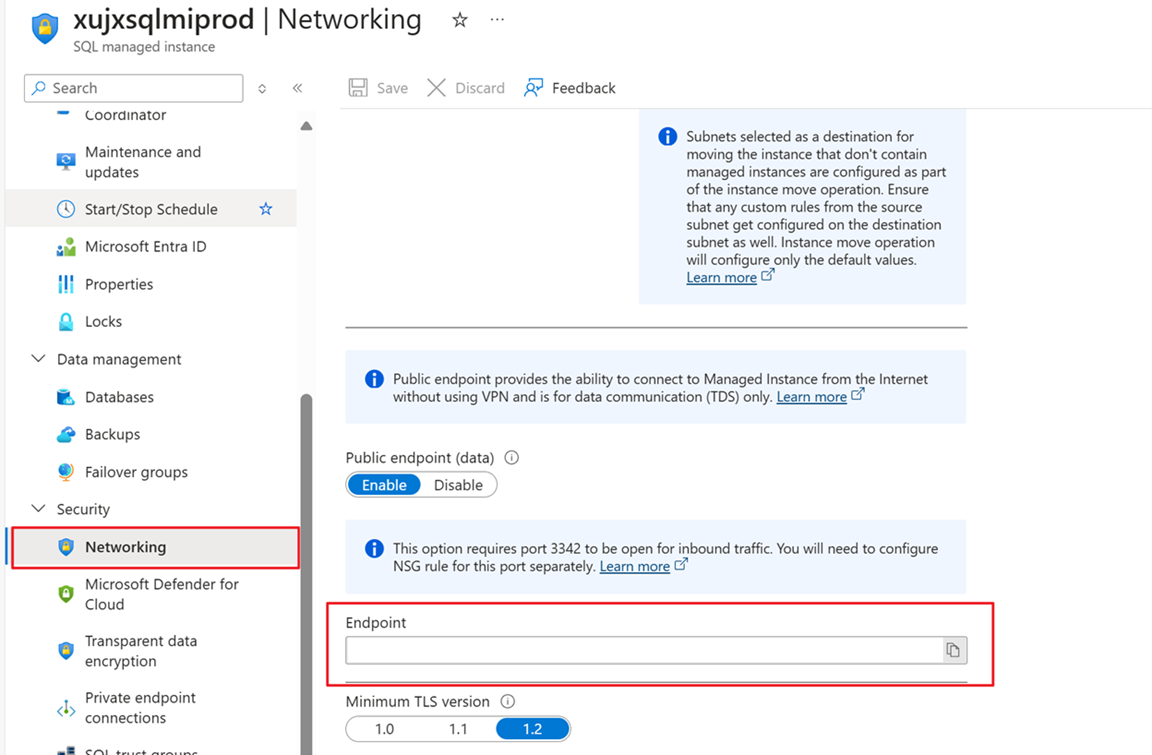 xujxsqlmiprod | Networking
SQL managed instance
Search
Save
Discard
Feedback
Coordinator
Maintenance and
updates
Start/Stop Schedule
Microsoft Entra ID
Properties
Locks
Data management
Databases
Backups
Failover groups
Security
Networking
Microsoft Defender for
Cloud
Transparent data
encryption
Private endpoint
connections
SQL trust groups
Subnets selected as a destination for
moving the instance that don't contain
managed instances are configured as part
of the instance move operation. Ensure
that any custom rules from the source
subnet get configured on the destination
subnet as well. Instance move operation
will configure only the default values.
Learn more
Public endpoint provides the ability to connect to Managed Instance from the Internet
without using VPN and is for data communication (TDS) only. Learn more
Public endpoint (data)
Enable Disable
This option requires port 3342 to be open for inbound traffic. You will need to configure
NSG rule for this port separately. Learn more
Endpoint
Minimum TLS version
1.0 1.1 1.2